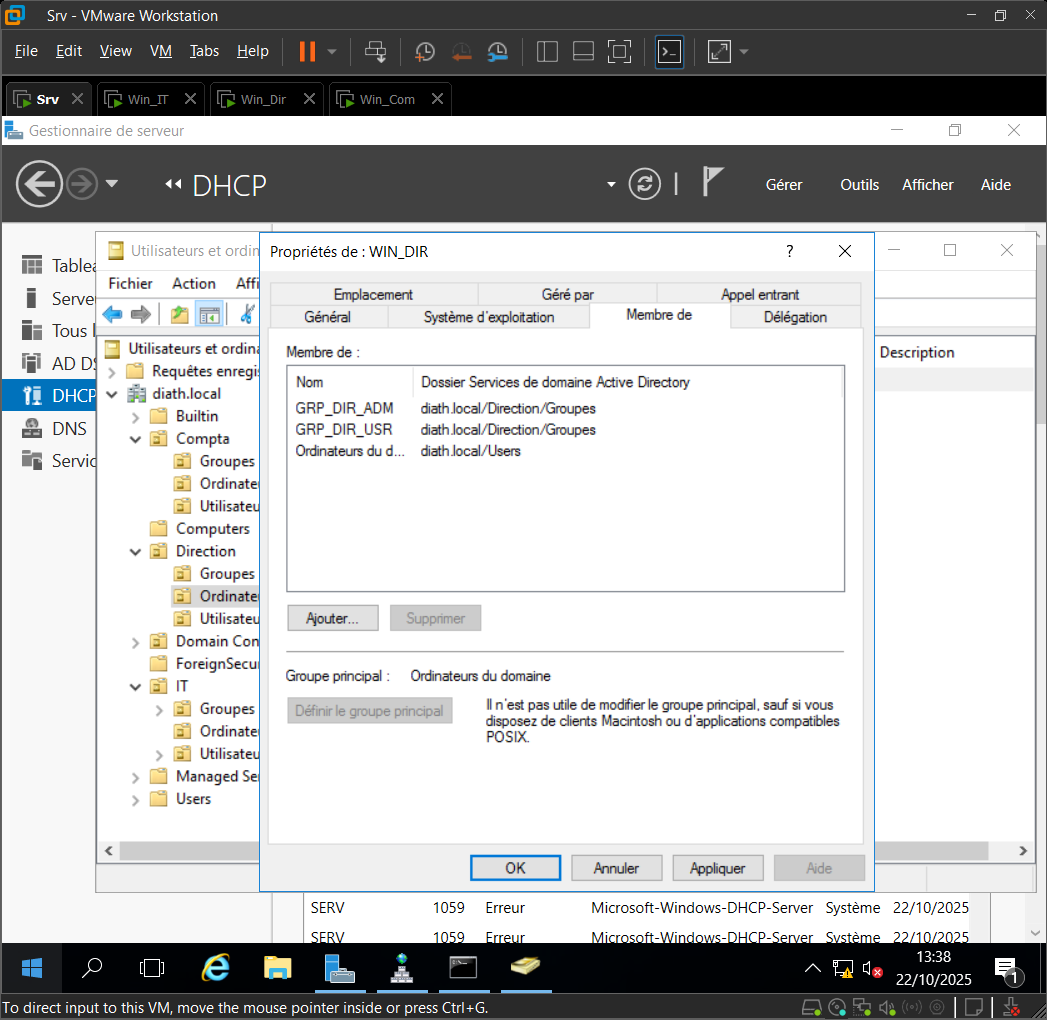 Srv - VMware Workstation
File Edit View VM Tabs Help
Srv Win_IT Win_Dir Win_Com
Gestionnaire de serveur
DHCP Gérer Outils Afficher Aide
Utilisateurs et ordin
Propriétés de : WIN_DIR ?
Fichier Action Affi
Emplacement Géré par Appel entrant
Général Système d'exploitation Membre de Délégation
Tablea
Serve
Tous l
AD DS
DHCP
DNS
Servic
Utilisateurs et ordina
Requêtes enregis
diath.local
Builtin
Compta
Groupes
Ordinate
Utilisateu
Computers
Direction
Groupes
Ordinate
Utilisateu
Domain Con
ForeignSecu
IT
Groupes
Ordinate
Utilisateu
Managed Se
Users
Membre de :
Nom Dossier Services de domaine Active Directory
GRP_DIR_ADM diath.local/Direction/Groupes
GRP_DIR_USR diath.local/Direction/Groupes
Ordinateurs du d... diath.local/Users
Ajouter... Supprimer
Groupe principal : Ordinateurs du domaine
Définir le groupe principal
Il n'est pas utile de modifier le groupe principal, sauf si vous
disposez de clients Macintosh ou d'applications compatibles
POSIX.
OK Annuler Appliquer Aide
Description
SERV 1059 Erreur Microsoft-Windows-DHCP-Server Système 22/10/2025
SERV 1059 Erreur Microsoft-Windows-DHCP-Server Système 22/10/2025
13:38
22/10/2025
1
To direct input to this VM, move the mouse pointer inside or press Ctrl+G.